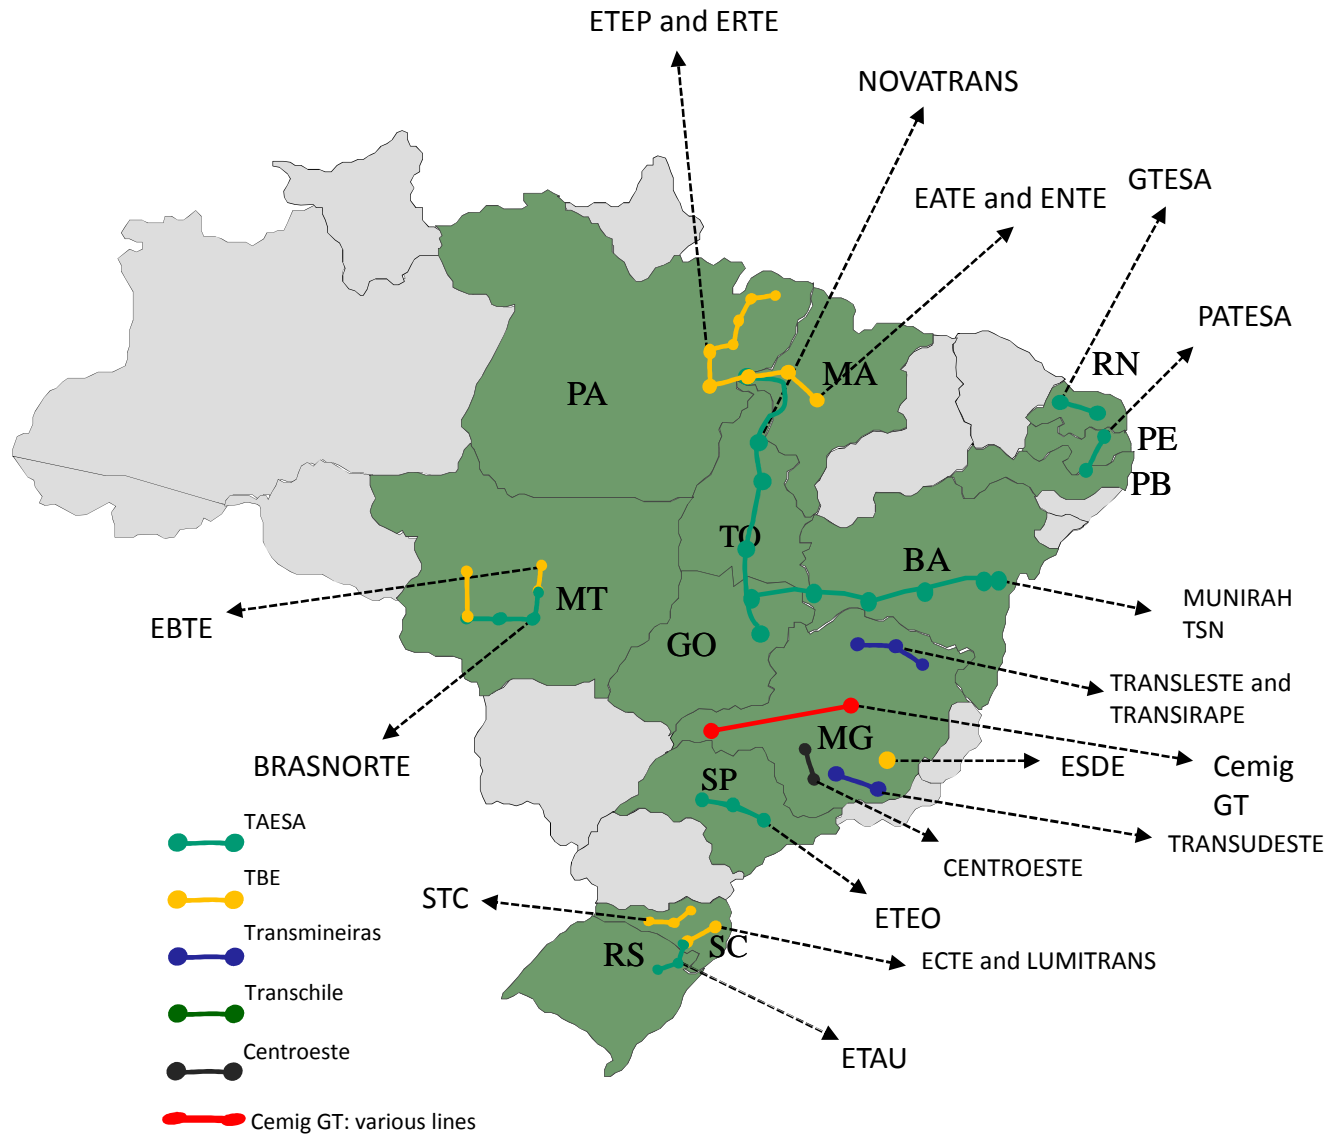 ETEP and ERTE
NOVATRANS
GTESA
EATE and ENTE
PATESA
RN
MA
PA
PE
PB
TO
BA
MT
MUNIRAH
TSN
EBTE
GO
TRANSLESTE and
TRANSIRAPE
MG
BRASNORTE
SP
ESDE
Cemig
GT
TAESA
TRANSUDESTE
CENTROESTE
TBE
STC
ETEO
Transmineiras
RS
SC
ECTE and LUMITRANS
Transchile
ETAU
Centroeste
Cemig GT: various lines